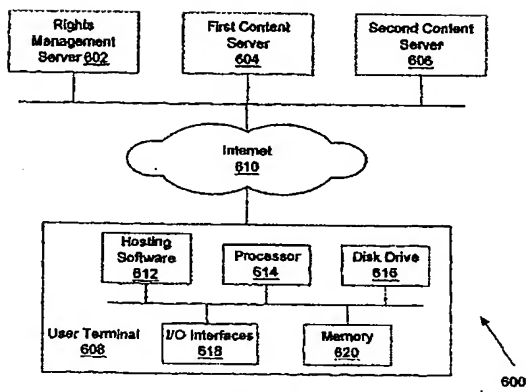 Rights
Management
Server 602
First Content
Server
604
Second Content
Server
606
Internet
610
Hosting
Software
612
Processor
614
Disk Drive
616
User Terminal
608
I/O Interfaces
618
Memory
620
600